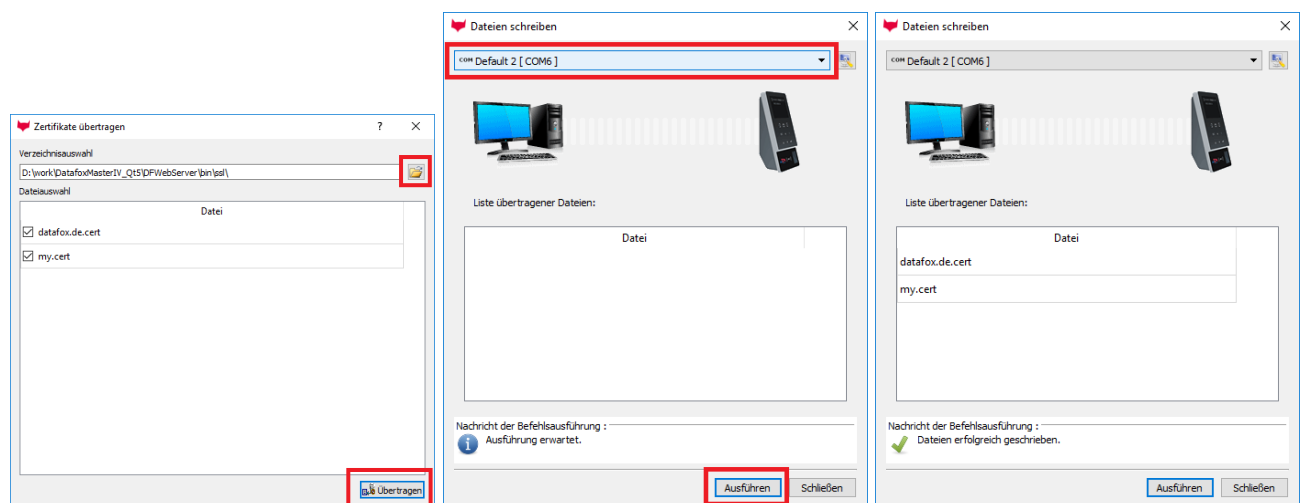 Zertifikate übertragen
?
Verzeichnisauswahl
D:\work\DatafoxMasterIV_Qt5\DFWebServer\bin\ssl\
Dateiauswahl
Datei
datafox.de.cert
my.cert
Übertragen
Dateien schreiben
COM Default 2 [ COM6 ]
Liste übertragener Dateien:
Datei
Nachricht der Befehlsausführung :
Ausführung erwartet.
Ausführen
Schließen
Dateien schreiben
COM Default 2 [ COM6 ]
Liste übertragener Dateien:
Datei
datafox.de.cert
my.cert
Nachricht der Befehlsausführung :
Dateien erfolgreich geschrieben.
Ausführen
Schließen